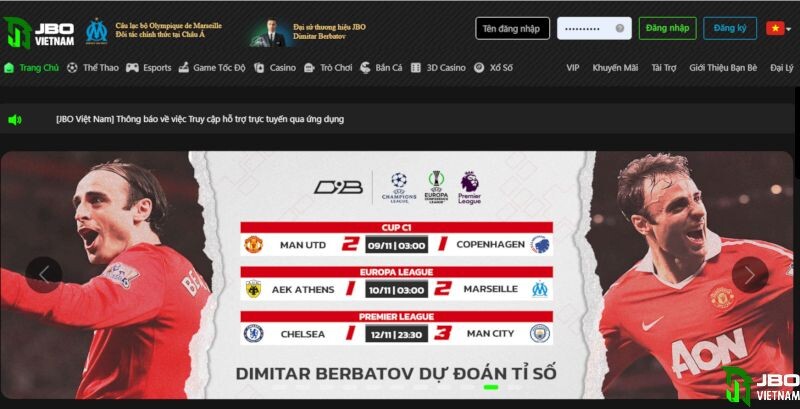 JBO
VIETNAM
Câu lạc bộ Olympique de Marseille
Đối tác chính thức tại Châu Á
Đại sứ thương hiệu JBO
Dimitar Berbatov
Tên đăng nhập
Đăng nhập
Đăng ký
Trang Chủ
Thể Thao
Esports
Game Tốc Độ
Casino
Trò Chơi
Bắn Cá
3D Casino
Xổ Số
VIP
Khuyến Mãi
Tài Trợ
Giới Thiệu Bạn Bè
Đại Lý
[JBO Việt Nam] Thông báo về việc Truy cập hỗ trợ trực tuyến qua ứng dụng
CHAMPIONS LEAGUE
EUROPA CONFERENCE LEAGUE
Premier League
CUP C1
MAN UTD 2 09/11 | 03:00 1 COPENHAGEN
EUROPA LEAGUE
AEK ATHENS 1 10/11 | 03:00 2 MARSEILLE
PREMIER LEAGUE
CHELSEA 1 12/11 | 23:30 3 MAN CITY
DIMITAR BERBATOV DỰ ĐOÁN TỈ SỐ
AON
JBO
VIETNAM